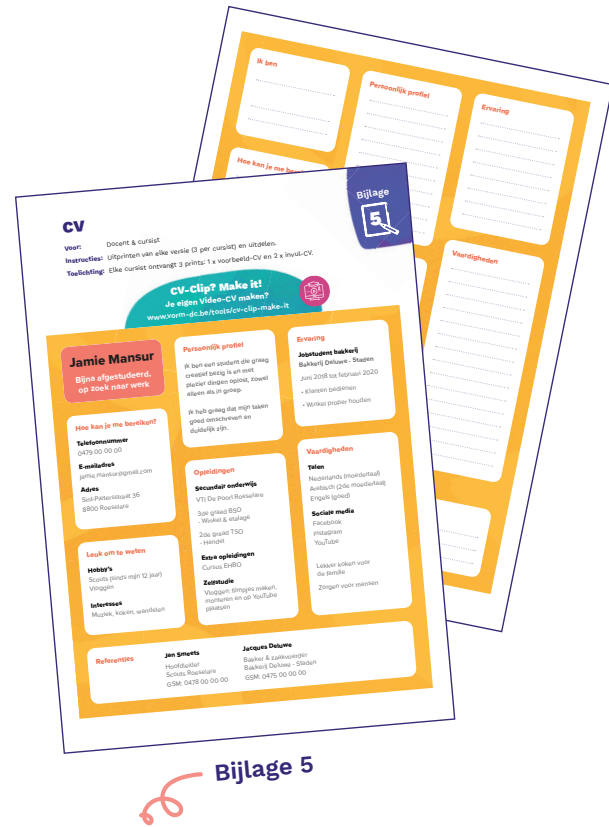 Ik ben
Persoonlijk profiel
Ervaring
Vaardigheden
Bijlage
5
CV
Voor: Docent & cursist
Instructies: Uitprinten van elke versie (3 per cursist) en uitdelen.
Toelichting: Elke cursist ontvangt 3 prints: 1 x voorbeeld-CV en 2 x invul-CV.
CV-Clip? Make it!
Je eigen Video-CV maken?
www.vorm-dc.be/tools/cv-clip-make-it
Jamie Mansur
Bijna afgestudeerd,
op zoek naar werk
Hoe kan je me bereiken?
Telefoonnummer
0479 00 00 00
E-mailadres
jamie.mansur@gmail.com
Adres
Sint-Pietersstraat 36
8800 Roeselare
Leuk om te weten
Hobby's
Scouts (sinds mijn 12 jaar)
Vloggen
Interesses
Muziek, koken, wandelen
Persoonlijk profiel
Ik ben een student die graag
creatief bezig is en met
plezier dingen oplost, zowel
alleen als in groep.
Ik heb graag dat mijn taken
goed omschreven en
duidelijk zijn.
Opleidingen
Secundair onderwijs
VTI De Poort Roeselare
3de graad BSO
- Winkel & etalage
2de graad TSO
- Handel
Extra opleidingen
Cursus EHBO
Zelfstudie
Vloggen: filmpjes maken,
monteren en op YouTube
plaatsen
Ervaring
Jobstudent bakkerij
Bakkerij Deluwe - Staden
Juni 2018 tot februari 2020
• Klanten bedienen
• Winkel proper houden
Vaardigheden
Talen
Nederlands (moedertaal)
Arabisch (2de moedertaal)
Engels (goed)
Sociale media
Facebook
Instagram
YouTube
Lekker koken voor
de familie
Zorgen voor mensen
Referenties
Jan Smeets
Hoofdleider
Scouts Roeselare
GSM: 0478 00 00 00
Jacques Deluwe
Bakker & zaakvoerder
Bakkerij Deluwe - Staden
GSM: 0475 00 00 00
Bijlage 5